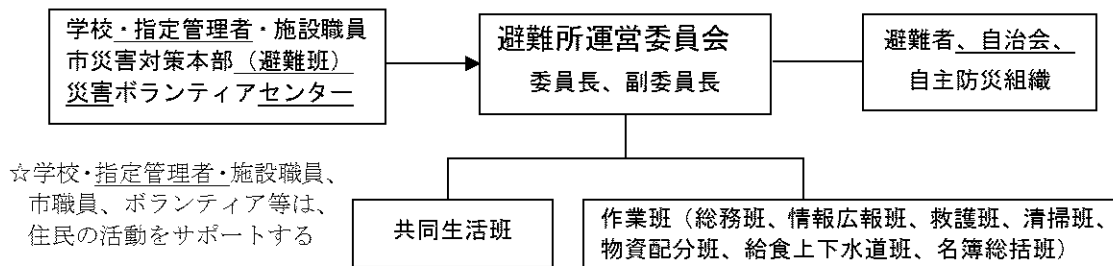 学校・指定管理者・施設職員
市災害対策本部（避難班）
災害ボランティアセンター
避難所運営委員会
委員長、副委員長
避難者、自治会、
自主防災組織
☆学校・指定管理者・施設職員、
市職員、ボランティア等は、
住民の活動をサポートする
共同生活班
作業班（総務班、情報広報班、救護班、清掃班、
物資配分班、給食上下水道班、名簿総括班）